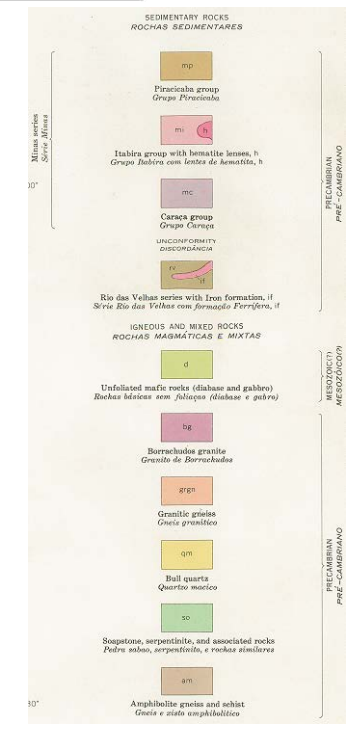 SEDIMENTARY ROCKS
ROCHAS SEDIMENTARES
mp
Piracicaba group
Grupo Piracicaba
mi h
Itabira group with hematite lenses, h
Grupo Itabira com lentes de hematita, h
mc
Caraça group
Grupo Caraça
Minas series
Série Minas
UNCONFORMITY
DISCORDÂNCIA
rv if
Rio das Velhas series with Iron formation, if
Série Rio das Velhas com formação Ferrífera, if
PRECAMBRIAN
PRÉ-CAMBRIANO
IGNEOUS AND MIXED ROCKS
ROCHAS MAGMÁTICAS E MIXTAS
d
Unfoliated mafic rocks (diabase and gabbro)
Rochas básicas sem foliaçao (diabase e gabro)
MESOZOIC(?)
MESOZÓICO(?)
bg
Borrachudos granite
Granito de Borrachudos
grgn
Granitic gneiss
Gneis granítico
qm
Bull quartz
Quartzo macico
so
Soapstone, serpentinite, and associated rocks
Pedra sabao, serpentinito, e rochas similares
am
Amphibolite gneiss and schist
Gneis e xisto amphibolitico
PRECAMBRIAN
PRÉ-CAMBRIANO